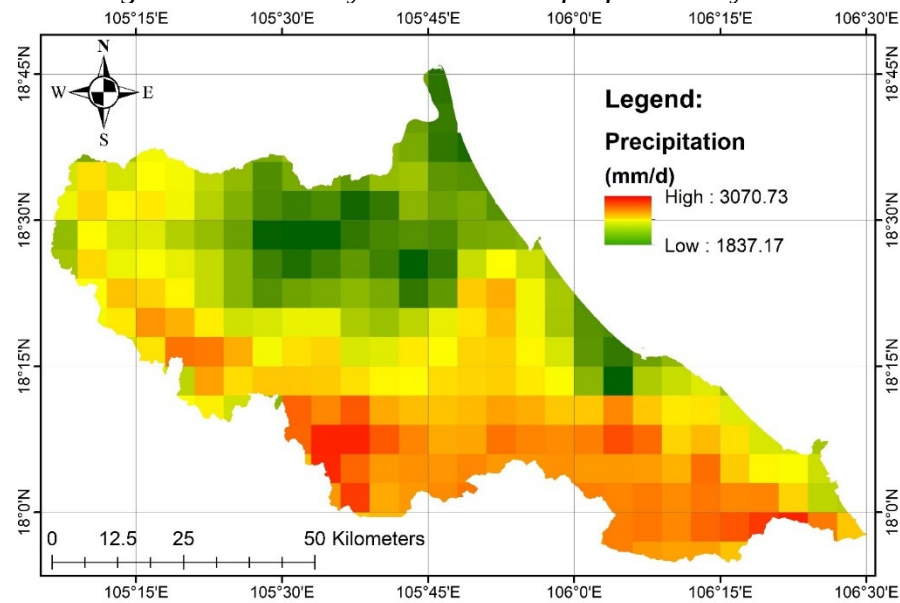 105°15'E 105°30'E 105°45'E 106°0'E 106°15'E 106°30'E
18°45'N 18°45'N
N
W E
S
Legend:
Precipitation
(mm/d)
High : 3070.73
Low : 1837.17
18°30'N 18°30'N
18°15'N 18°15'N
18°0'N 18°0'N
0 12.5 25 50 Kilometers
105°15'E 105°30'E 105°45'E 106°0'E 106°15'E 106°30'E